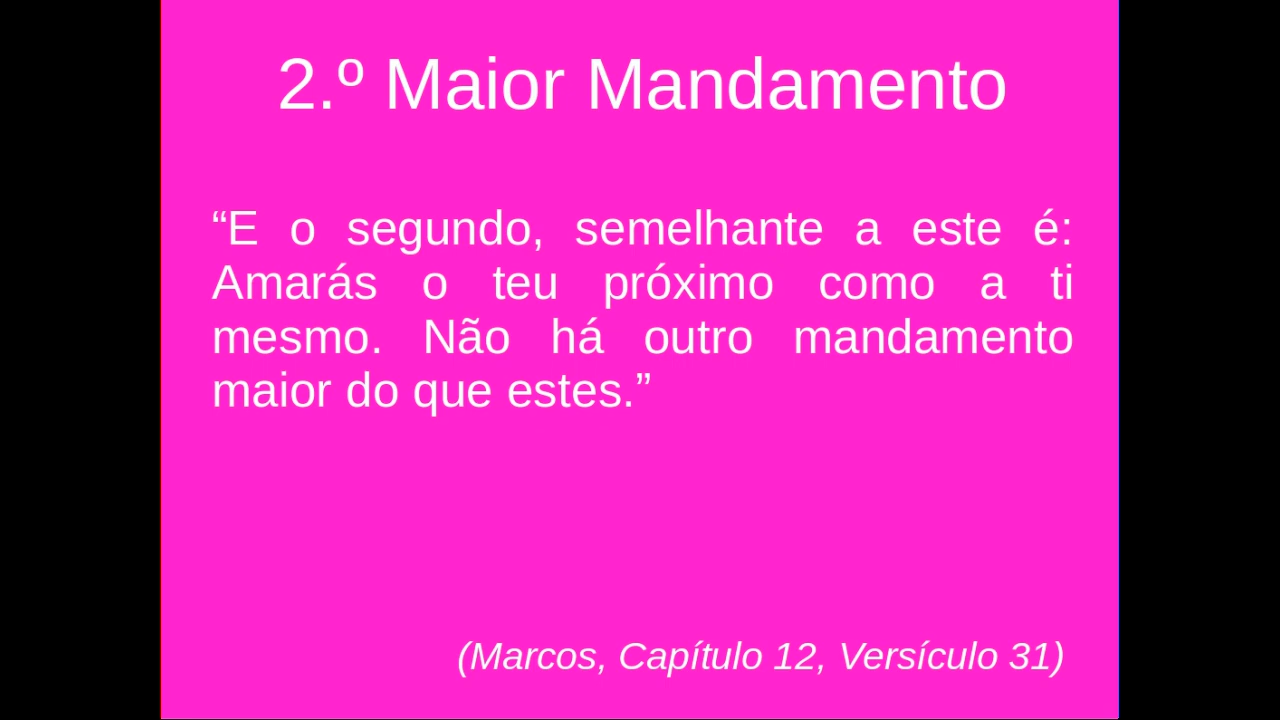 2.º Maior Mandamento
“E o segundo, semelhante a este é:
Amarás o teu próximo como a ti
mesmo. Não há outro mandamento
maior do que estes.”
(Marcos, Capítulo 12, Versículo 31)